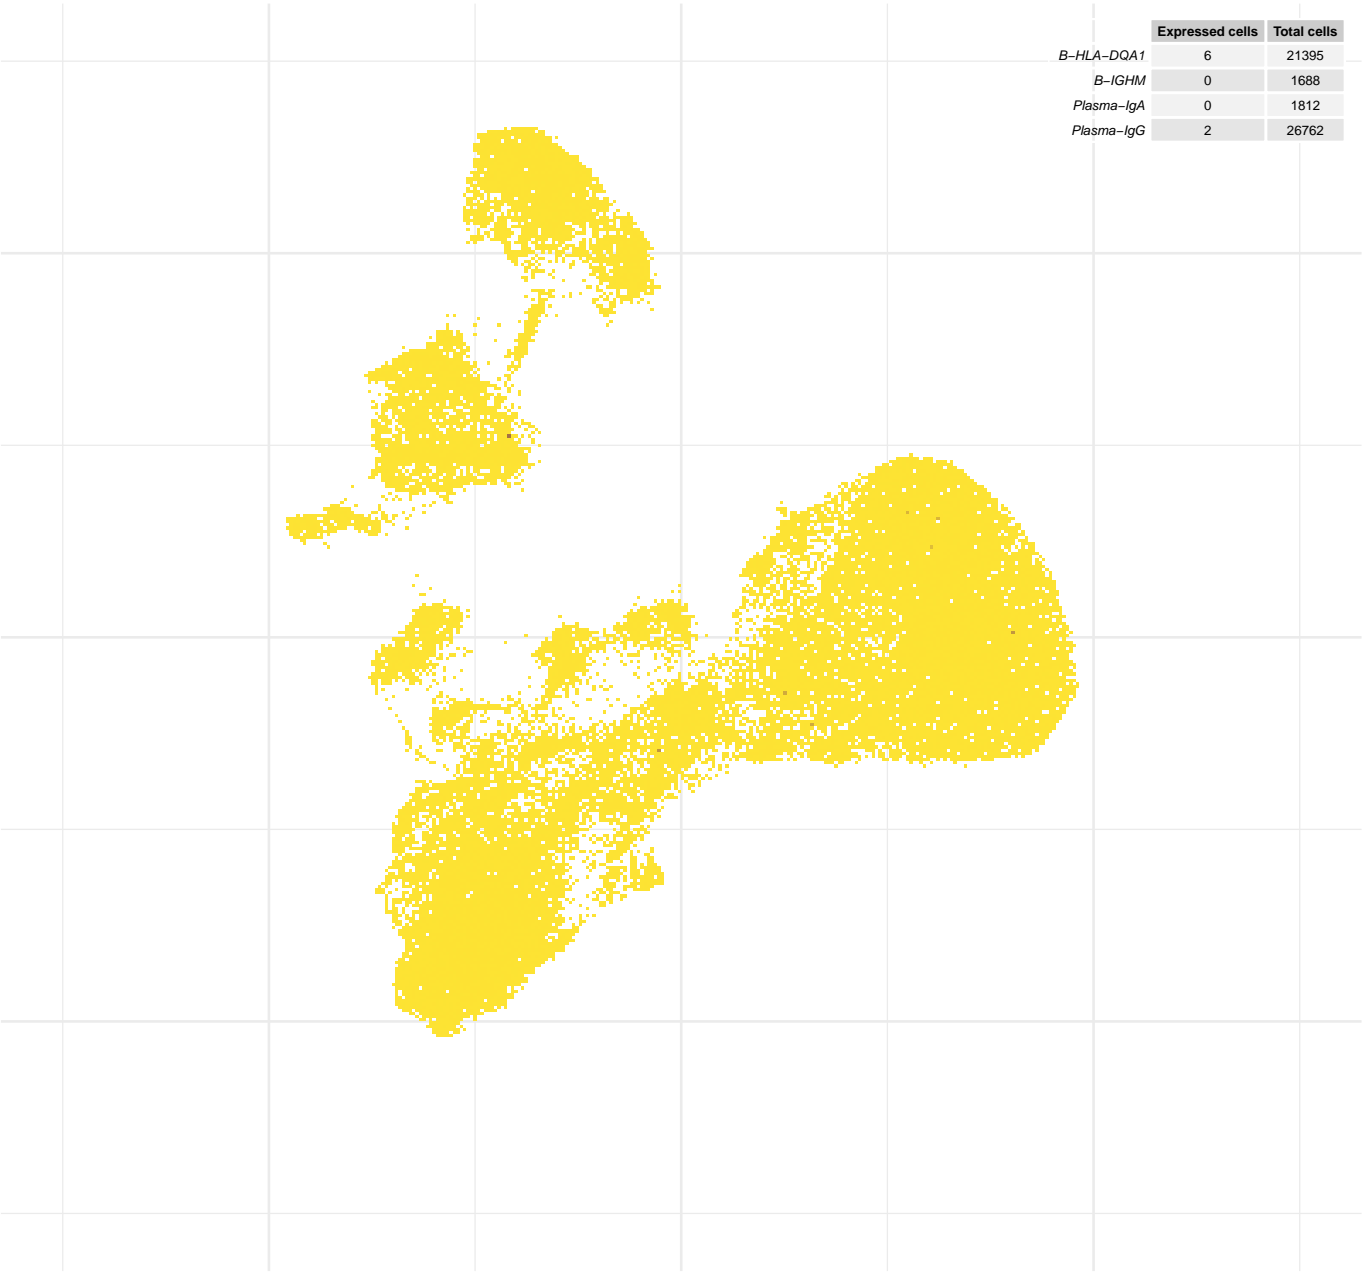 Expressed cells Total cells
B−HLA−DQA1 6 21395
B−IGHM 0 1688
Plasma−IgA 0 1812
Plasma−IgG 2 26762